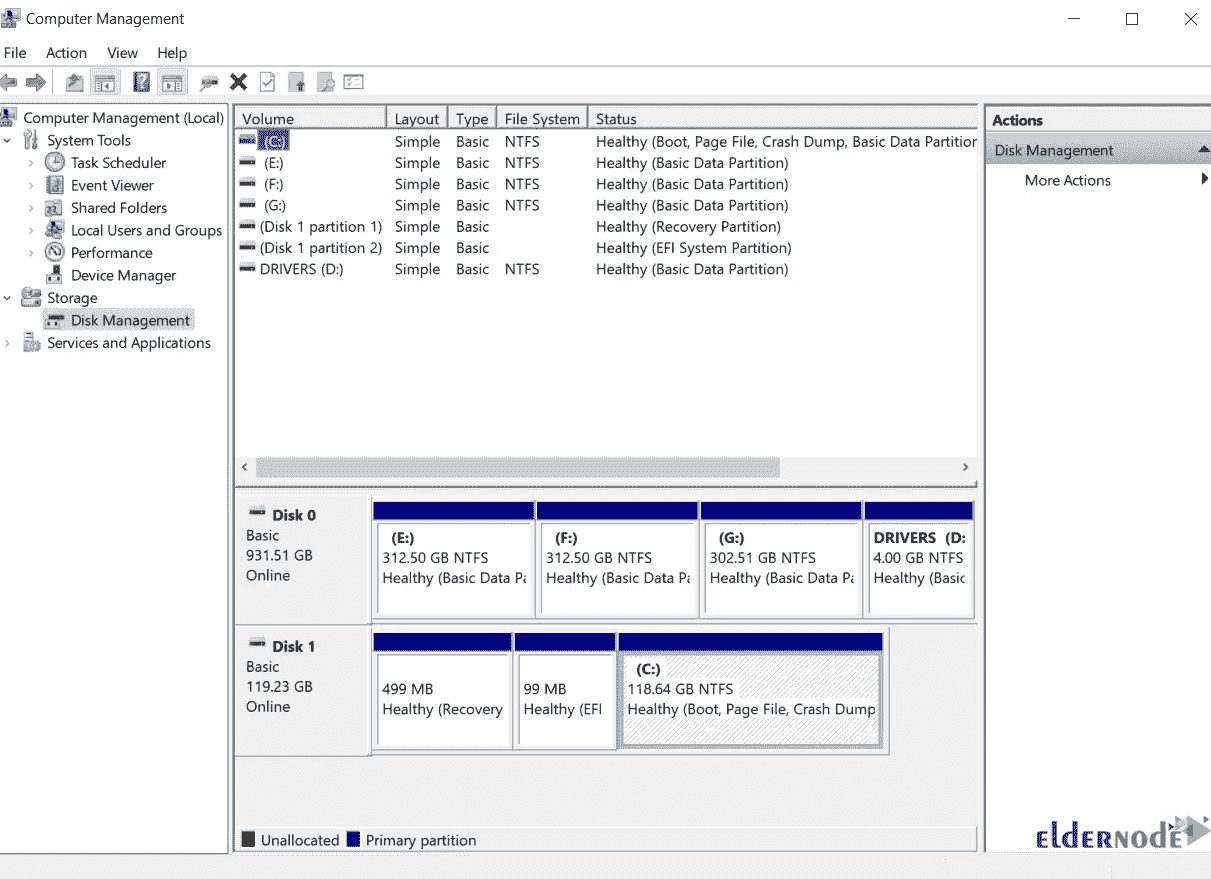 Computer Management
File Action View Help
Computer Management (Local)
System Tools
Task Scheduler
Event Viewer
Shared Folders
Local Users and Groups
Performance
Device Manager
Storage
Disk Management
Services and Applications
Volume Layout Type File System Status
(C:) Simple Basic NTFS Healthy (Boot, Page File, Crash Dump, Basic Data Partition
(E:) Simple Basic NTFS Healthy (Basic Data Partition)
(F:) Simple Basic NTFS Healthy (Basic Data Partition)
(G:) Simple Basic NTFS Healthy (Basic Data Partition)
(Disk 1 partition 1) Simple Basic Healthy (Recovery Partition)
(Disk 1 partition 2) Simple Basic Healthy (EFI System Partition)
DRIVERS (D:) Simple Basic NTFS Healthy (Basic Data Partition)
Disk 0
Basic
931.51 GB
Online
(E:)
312.50 GB NTFS
Healthy (Basic Data Pa
(F:)
312.50 GB NTFS
Healthy (Basic Data Pa
(G:)
302.51 GB NTFS
Healthy (Basic Data Pa
DRIVERS (D:
4.00 GB NTFS
Healthy (Basic
Disk 1
Basic
119.23 GB
Online
499 MB
Healthy (Recovery
99 MB
Healthy (EFI
(C:)
118.64 GB NTFS
Healthy (Boot, Page File, Crash Dump
Unallocated Primary partition
Actions
Disk Management
More Actions
ELDERNODE